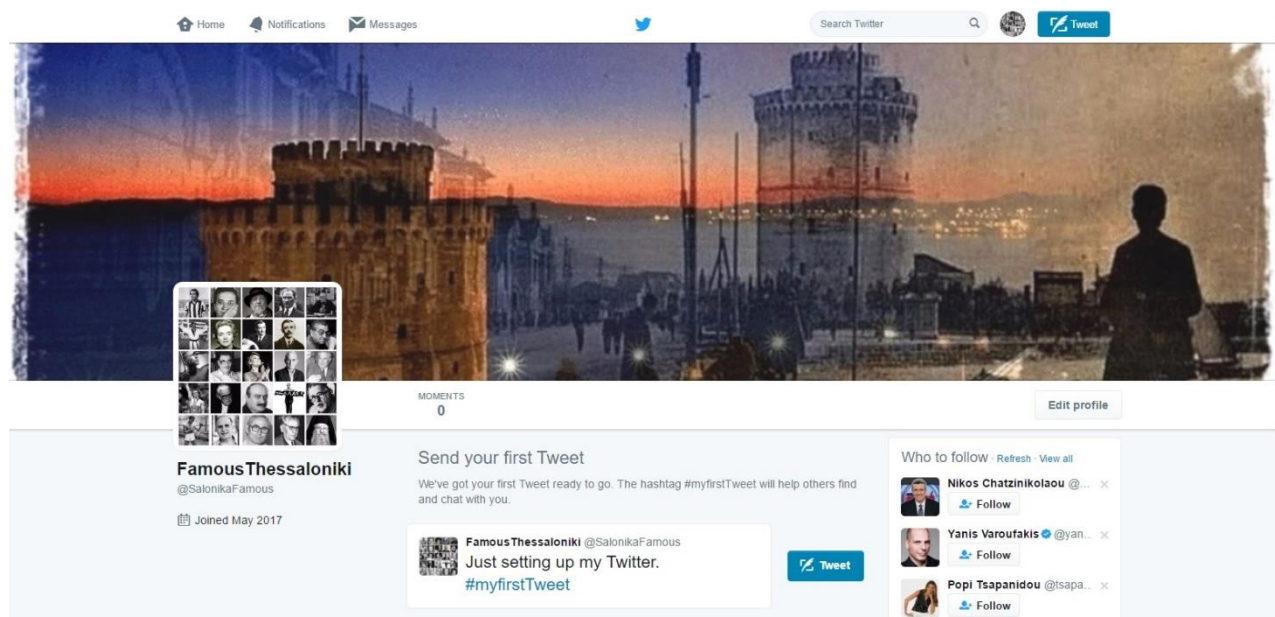 Home Notifications Messages Search Twitter Tweet
MOMENTS
0
Edit profile
FamousThessaloniki
@SalonikaFamous
Joined May 2017
Send your first Tweet
We've got your first Tweet ready to go. The hashtag #myfirstTweet will help others find
and chat with you.
FamousThessaloniki @SalonikaFamous
Just setting up my Twitter.
#myfirstTweet
Tweet
Who to follow · Refresh · View all
Nikos Chatzinikolaou @...
Follow
Yanis Varoufakis @yan...
Follow
Popi Tsapanidou @tsapa...
Follow